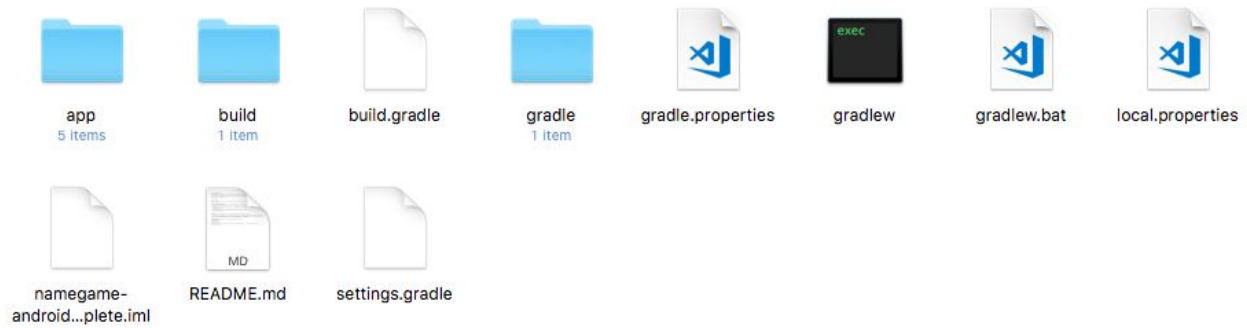 exec
app
5 items
build
1 item
build.gradle
gradle
1 item
gradle.properties
gradlew
gradlew.bat
local.properties
MD
namegame-
android...plete.iml
README.md
settings.gradle